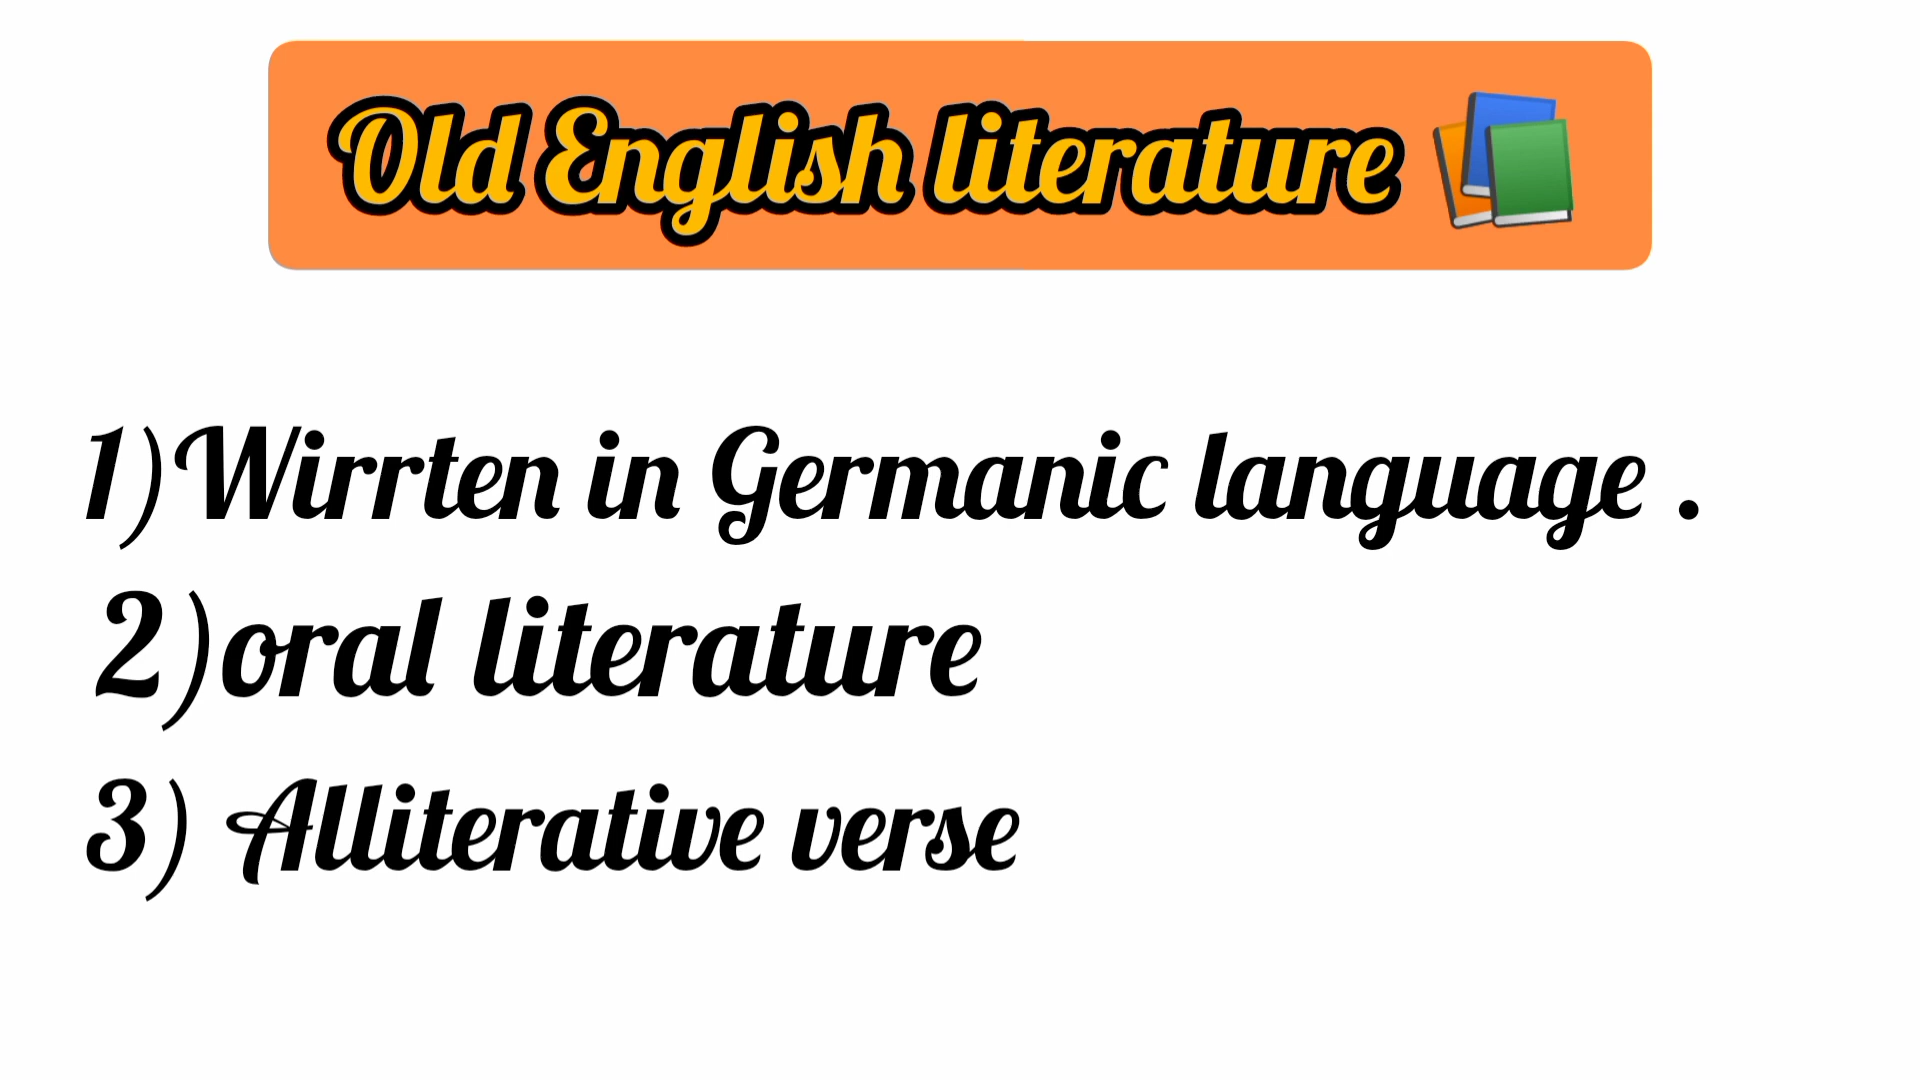 Old English literature
1)Wirrten in Germanic language .
2)oral literature
3) Alliterative verse